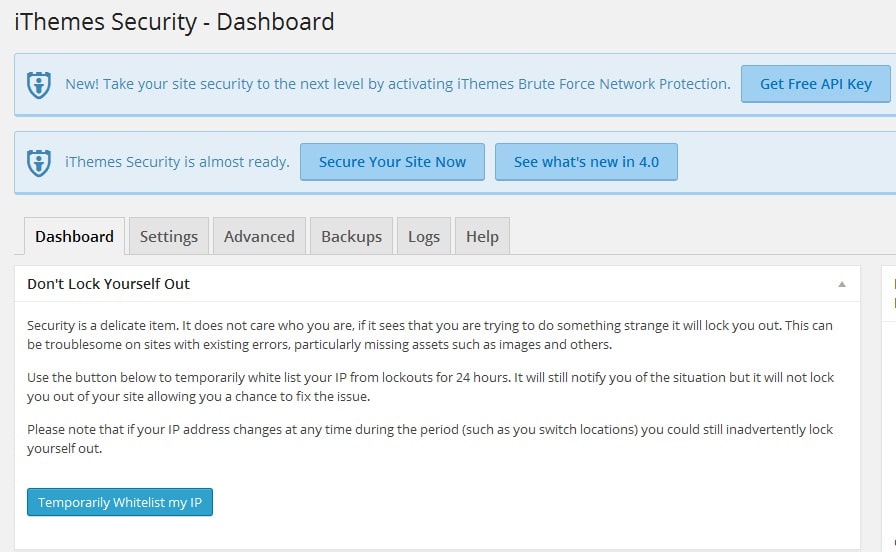 iThemes Security - Dashboard
New! Take your site security to the next level by activating iThemes Brute Force Network Protection. Get Free API Key
iThemes Security is almost ready. Secure Your Site Now See what's new in 4.0
Dashboard Settings Advanced Backups Logs Help
Don't Lock Yourself Out
Security is a delicate item. It does not care who you are, if it sees that you are trying to do something strange it will lock you out. This can
be troublesome on sites with existing errors, particularly missing assets such as images and others.
Use the button below to temporarily white list your IP from lockouts for 24 hours. It will still notify you of the situation but it will not lock
you out of your site allowing you a chance to fix the issue.
Please note that if your IP address changes at any time during the period (such as you switch locations) you could still inadvertently lock
yourself out.
Temporarily Whitelist my IP